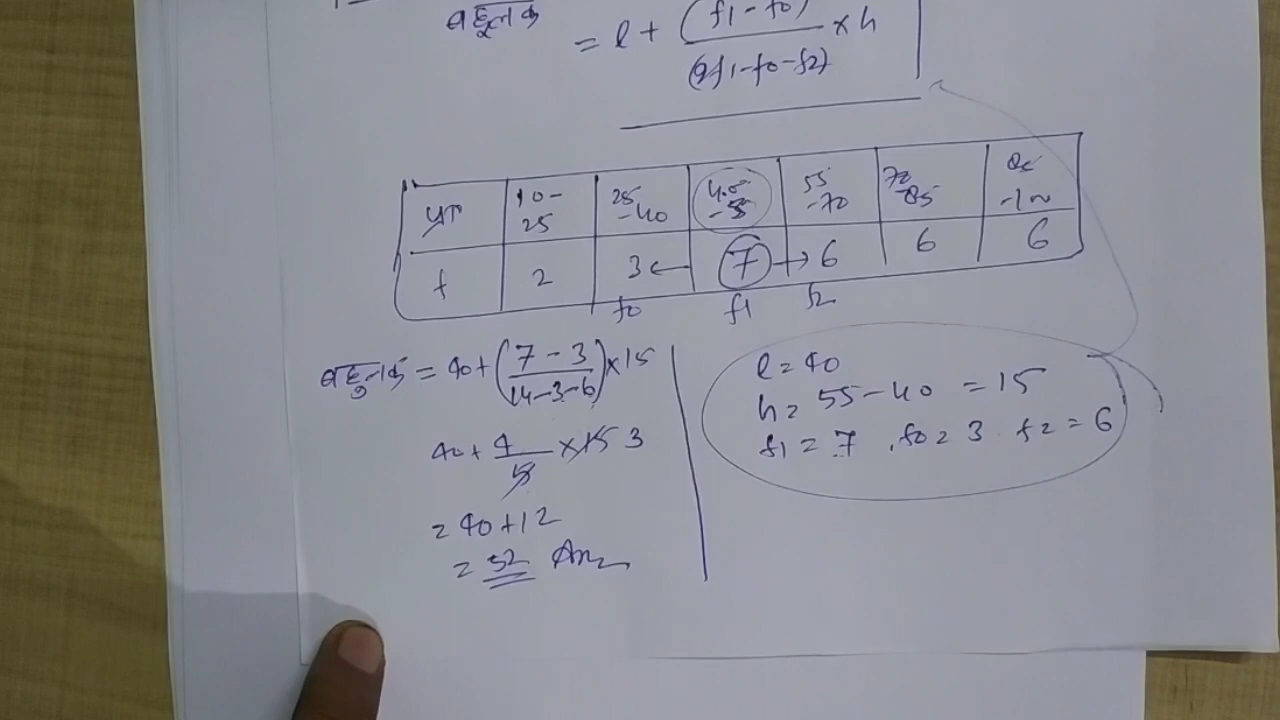 बहुलक = l + (f1 - f0) / (2f1 - f0 - f2) × h
10-25 25-40 40-55 55-70 70-85 85-100
f 2 3 ← 7 → 6 6 6
f0 f1 f2
बहुलक = 40 + (7 - 3 / 14 - 3 - 6) × 15
40 + 4 / 5 × 15 3
= 40 + 12
= 52 Ans
l = 40
h = 55 - 40 = 15
f1 = 7 , f0 = 3 . f2 = 6